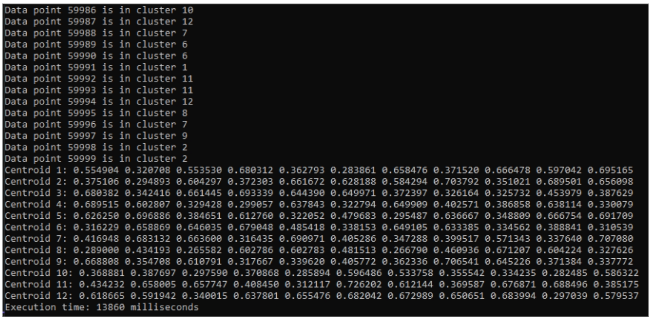 Data point 59986 is in cluster 10
Data point 59987 is in cluster 12
Data point 59988 is in cluster 7
Data point 59989 is in cluster 6
Data point 59990 is in cluster 6
Data point 59991 is in cluster 1
Data point 59992 is in cluster 11
Data point 59993 is in cluster 11
Data point 59994 is in cluster 12
Data point 59995 is in cluster 8
Data point 59996 is in cluster 7
Data point 59997 is in cluster 9
Data point 59998 is in cluster 2
Data point 59999 is in cluster 2
Centroid 1: 0.554904 0.320708 0.553530 0.680312 0.362793 0.283861 0.658476 0.371520 0.666478 0.597042 0.695165
Centroid 2: 0.375106 0.294893 0.604297 0.372303 0.661672 0.628188 0.584294 0.703792 0.351021 0.689501 0.656098
Centroid 3: 0.680382 0.342416 0.661445 0.693339 0.644390 0.649971 0.372397 0.326164 0.325732 0.453979 0.387629
Centroid 4: 0.689515 0.602807 0.329428 0.299057 0.637843 0.322794 0.649909 0.402571 0.386858 0.638114 0.330079
Centroid 5: 0.626250 0.696886 0.384651 0.612760 0.322052 0.479683 0.295487 0.636667 0.348809 0.666754 0.691709
Centroid 6: 0.316229 0.658869 0.646035 0.679048 0.485418 0.338153 0.649105 0.633385 0.334562 0.388841 0.310539
Centroid 7: 0.416948 0.683132 0.663600 0.316435 0.690971 0.405286 0.347288 0.399517 0.571343 0.337640 0.707080
Centroid 8: 0.289000 0.434193 0.265582 0.602786 0.602783 0.481513 0.266790 0.460936 0.671207 0.604224 0.327626
Centroid 9: 0.668808 0.354708 0.610791 0.317667 0.339620 0.405772 0.362336 0.706541 0.645226 0.371384 0.337772
Centroid 10: 0.368881 0.387697 0.297590 0.370868 0.285894 0.596486 0.533758 0.355542 0.334235 0.282485 0.586322
Centroid 11: 0.434232 0.658005 0.657747 0.408450 0.312117 0.726202 0.612144 0.369587 0.676871 0.688496 0.385175
Centroid 12: 0.618665 0.591942 0.340015 0.637801 0.655476 0.682042 0.672989 0.650651 0.683994 0.297039 0.579537
Execution time: 13860 milliseconds